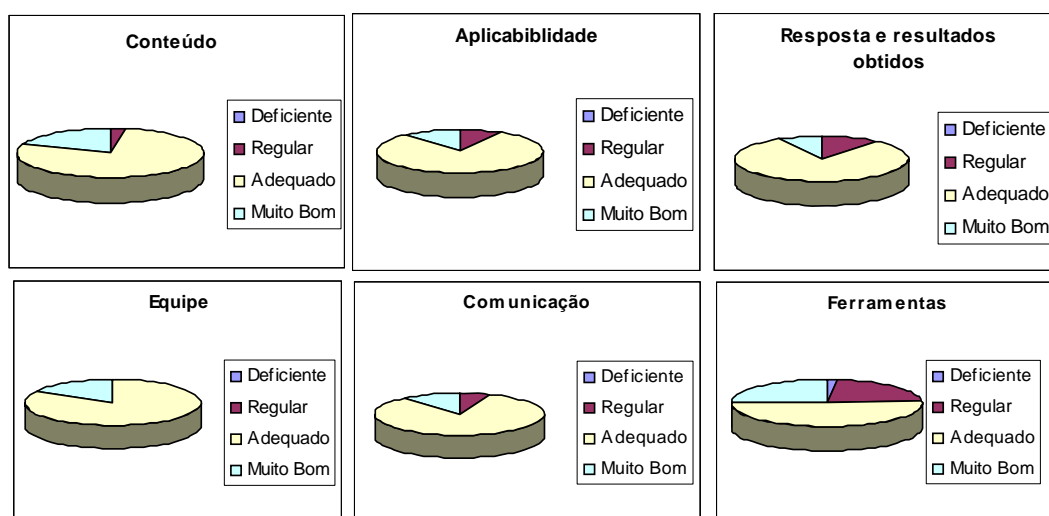 Conteúdo
Deficiente
Regular
Adequado
Muito Bom
Aplicabiblidade
Deficiente
Regular
Adequado
Muito Bom
Resposta e resultados
obtidos
Deficiente
Regular
Adequado
Muito Bom
Equipe
Deficiente
Regular
Adequado
Muito Bom
Comunicação
Deficiente
Regular
Adequado
Muito Bom
Ferramentas
Deficiente
Regular
Adequado
Muito Bom